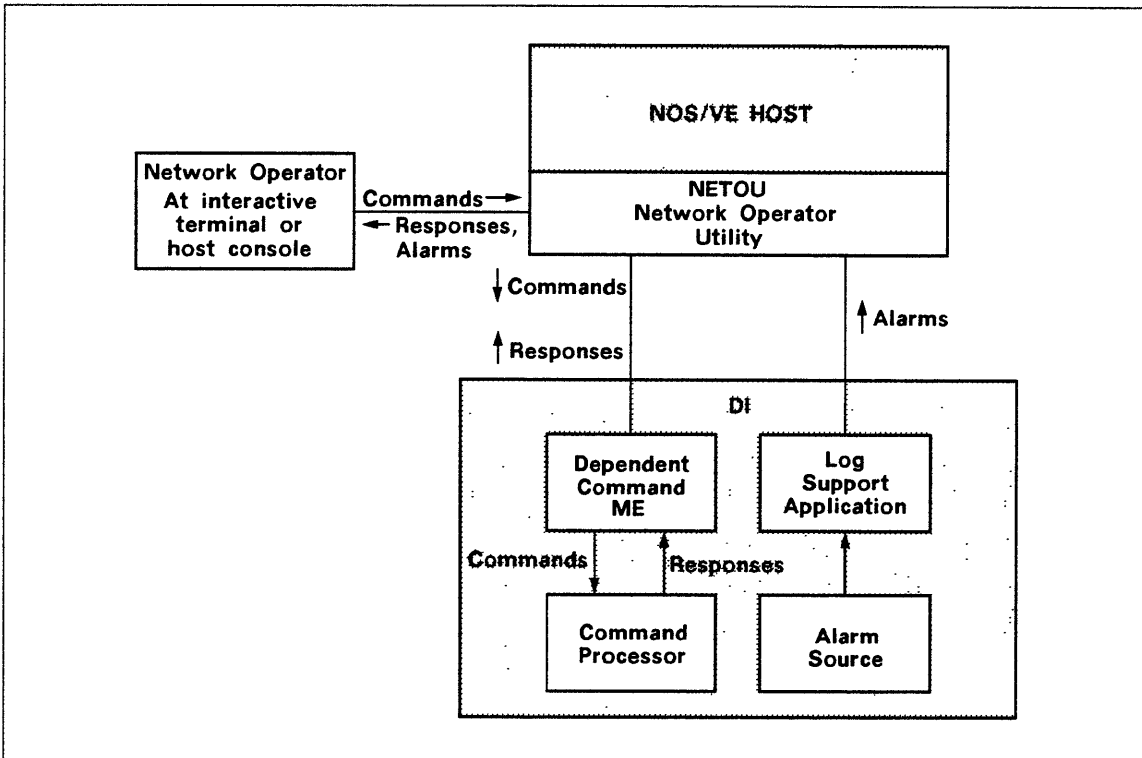 NOS/VE HOST
NETOU
Network Operator
Utility
Network Operator
At interactive
terminal or
host console
Commands
Responses,
Alarms
Commands
Responses
Alarms
DI
Dependent
Command
ME
Log
Support
Application
Commands
Responses
Command
Processor
Alarm
Source